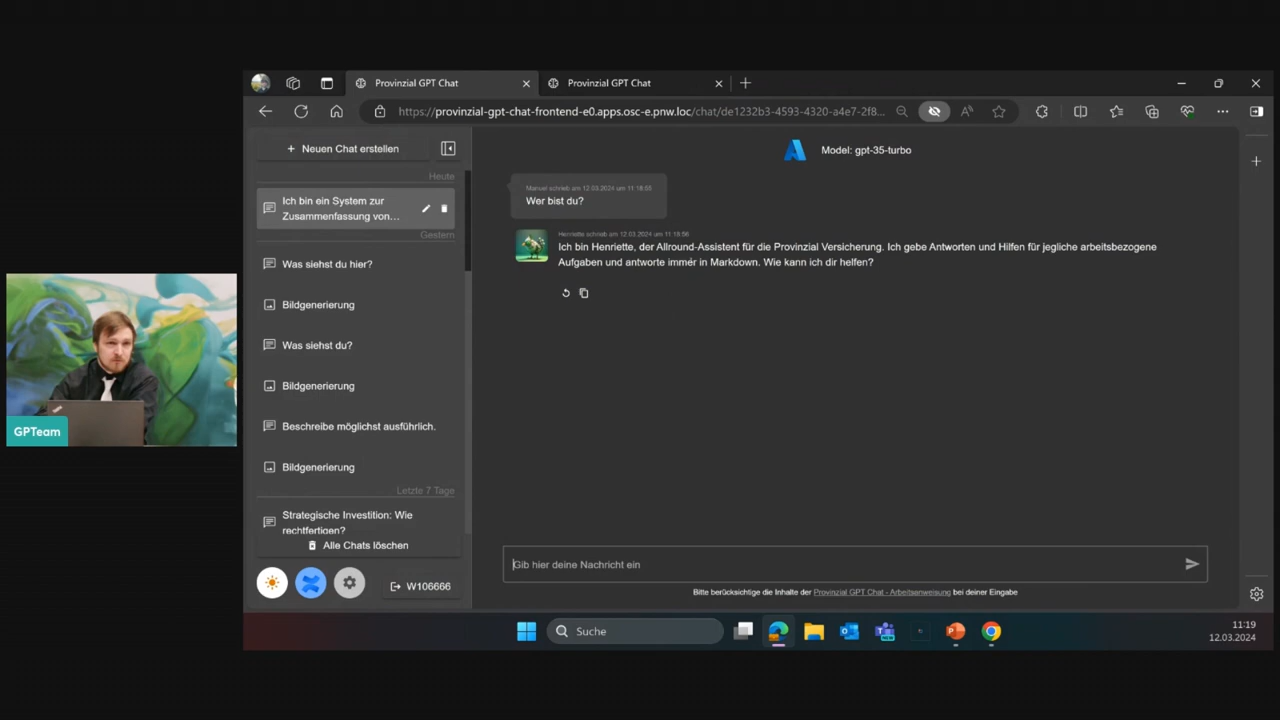 Provinzial GPT Chat
Provinzial GPT Chat
https://provinzial-gpt-chat-frontend-e0.apps.osc-e.pnw.loc/chat/de1232b3-4593-4320-a4e7-2f8...
Neuen Chat erstellen
Model: gpt-35-turbo
Heute
Ich bin ein System zur
Zusammenfassung von...
Gestern
Was siehst du hier?
Bildgenerierung
Was siehst du?
Bildgenerierung
Beschreibe möglichst ausführlich.
Bildgenerierung
Letzte 7 Tage
Strategische Investition: Wie
rechtfertigen?
Alle Chats löschen
W106666
Manuel schrieb am 12.03.2024 um 11:18:55
Wer bist du?
Henriette schrieb am 12.03.2024 um 11:18:56
Ich bin Henriette, der Allround-Assistent für die Provinzial Versicherung. Ich gebe Antworten und Hilfen für jegliche arbeitsbezogene
Aufgaben und antworte immer in Markdown. Wie kann ich dir helfen?
Gib hier deine Nachricht ein
Bitte berücksichtige die Inhalte der Provinzial GPT Chat - Arbeitsanweisung bei deiner Eingabe
GPTeam
Suche
11:19
12.03.2024